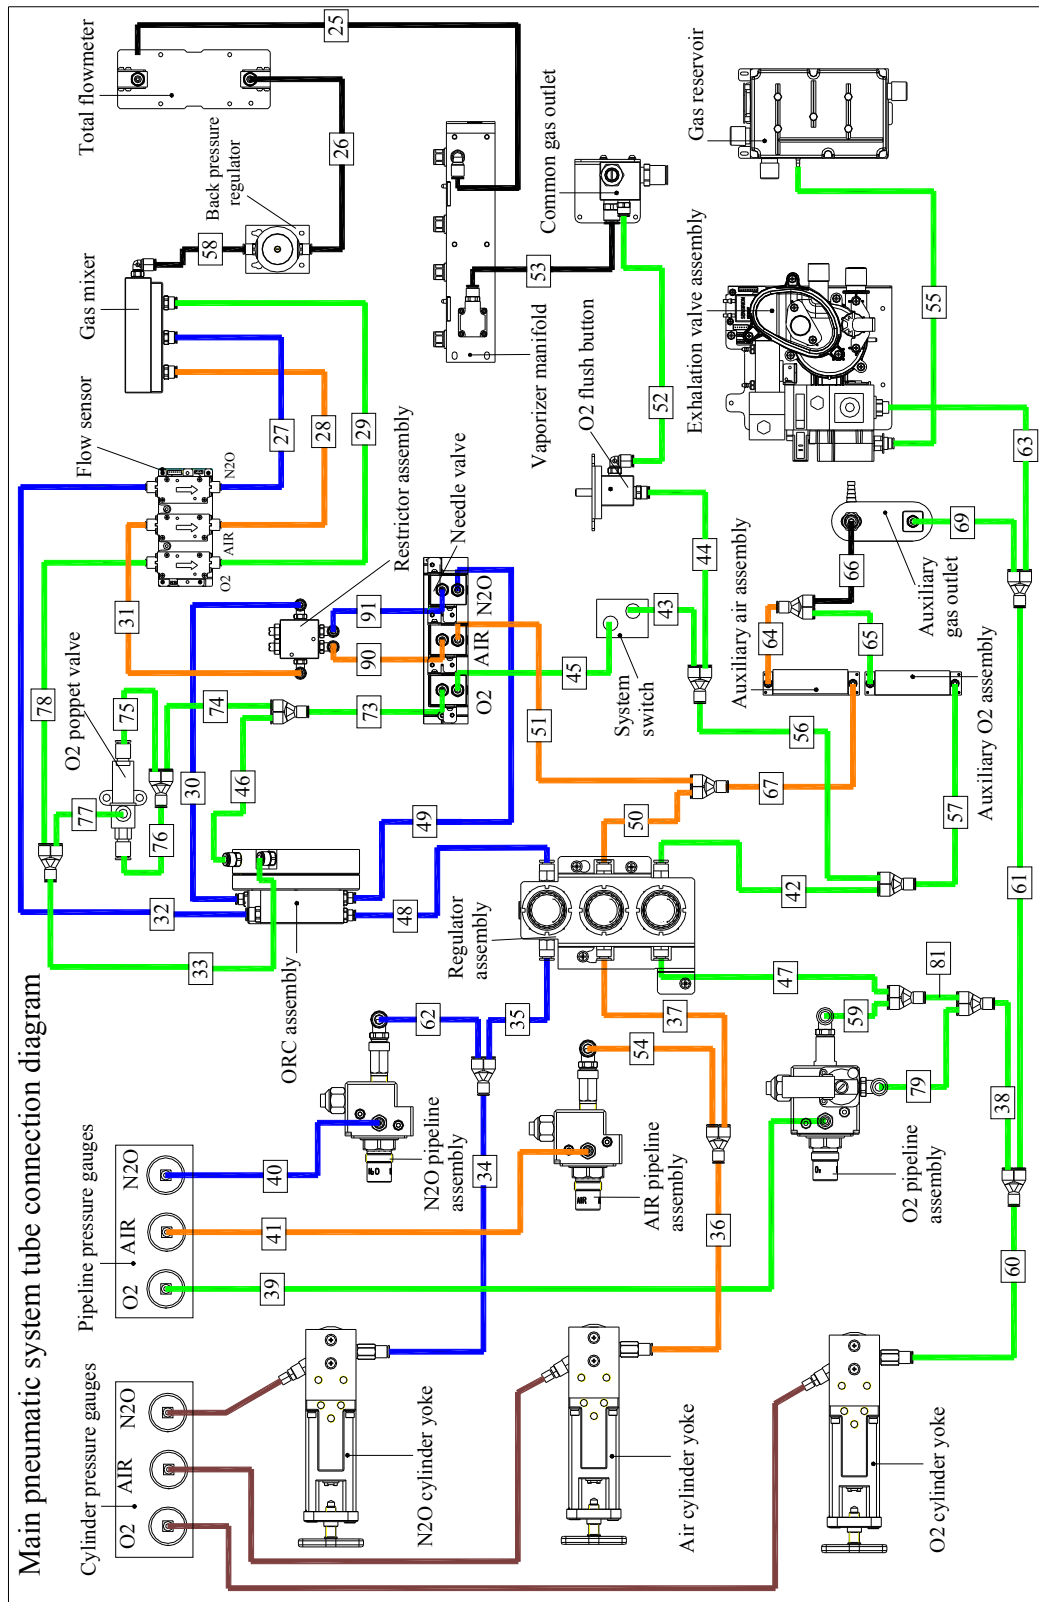 Main pneumatic system tube connection diagram
Cylinder pressure gauges
O2
AIR
N2O
Pipeline pressure gauges
O2
AIR
N2O
N2O cylinder yoke
Air cylinder yoke
O2 cylinder yoke
N2O pipeline
assembly
AIR pipeline
assembly
O2 pipeline
assembly
N2O
AIR
O2
ORC assembly
Regulator
assembly
O2 poppet valve
Flow sensor
N2O
AIR
O2
Gas mixer
Back pressure
regulator
Total flowmeter
Restrictor assembly
Needle valve
N2O
AIR
O2
Vaporizer manifold
Common gas outlet
O2 flush button
System
switch
Gas reservoir
Exhalation valve assembly
Auxiliary air assembly
Auxiliary
gas outlet
Auxiliary O2 assembly
25
26
58
27
28
29
31
78
75
74
77
76
30
46
32
33
91
90
73
45
51
49
48
50
67
53
52
44
43
56
42
57
64
65
66
69
63
55
61
47
81
59
79
38
60
62
35
34
37
54
36
40
41
39